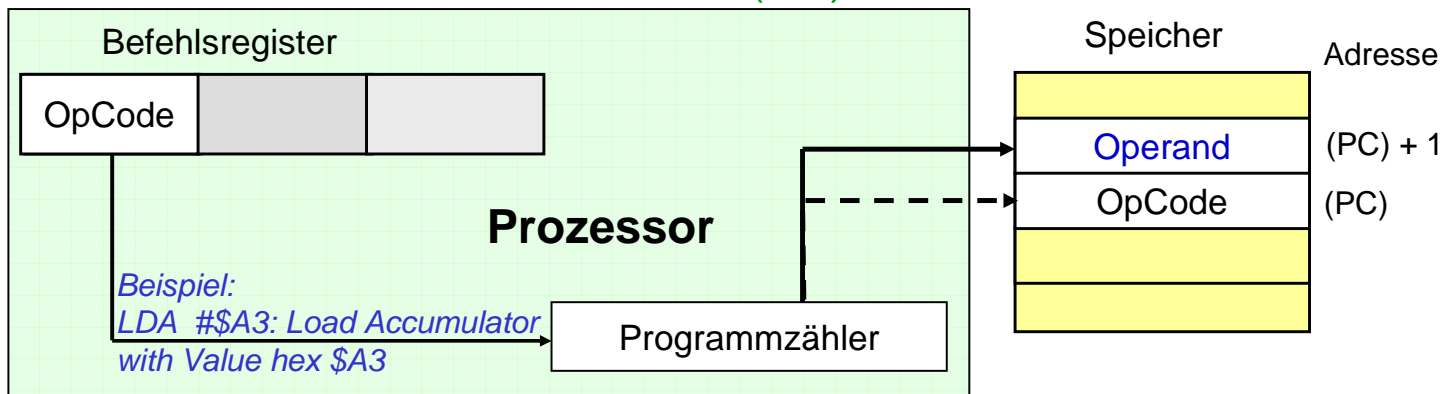 Befehlsregister
Speicher
Adresse
OpCode
Operand
(PC) + 1
OpCode
(PC)
Prozessor
Beispiel:
LDA #$A3: Load Accumulator
with Value hex $A3
Programmzähler